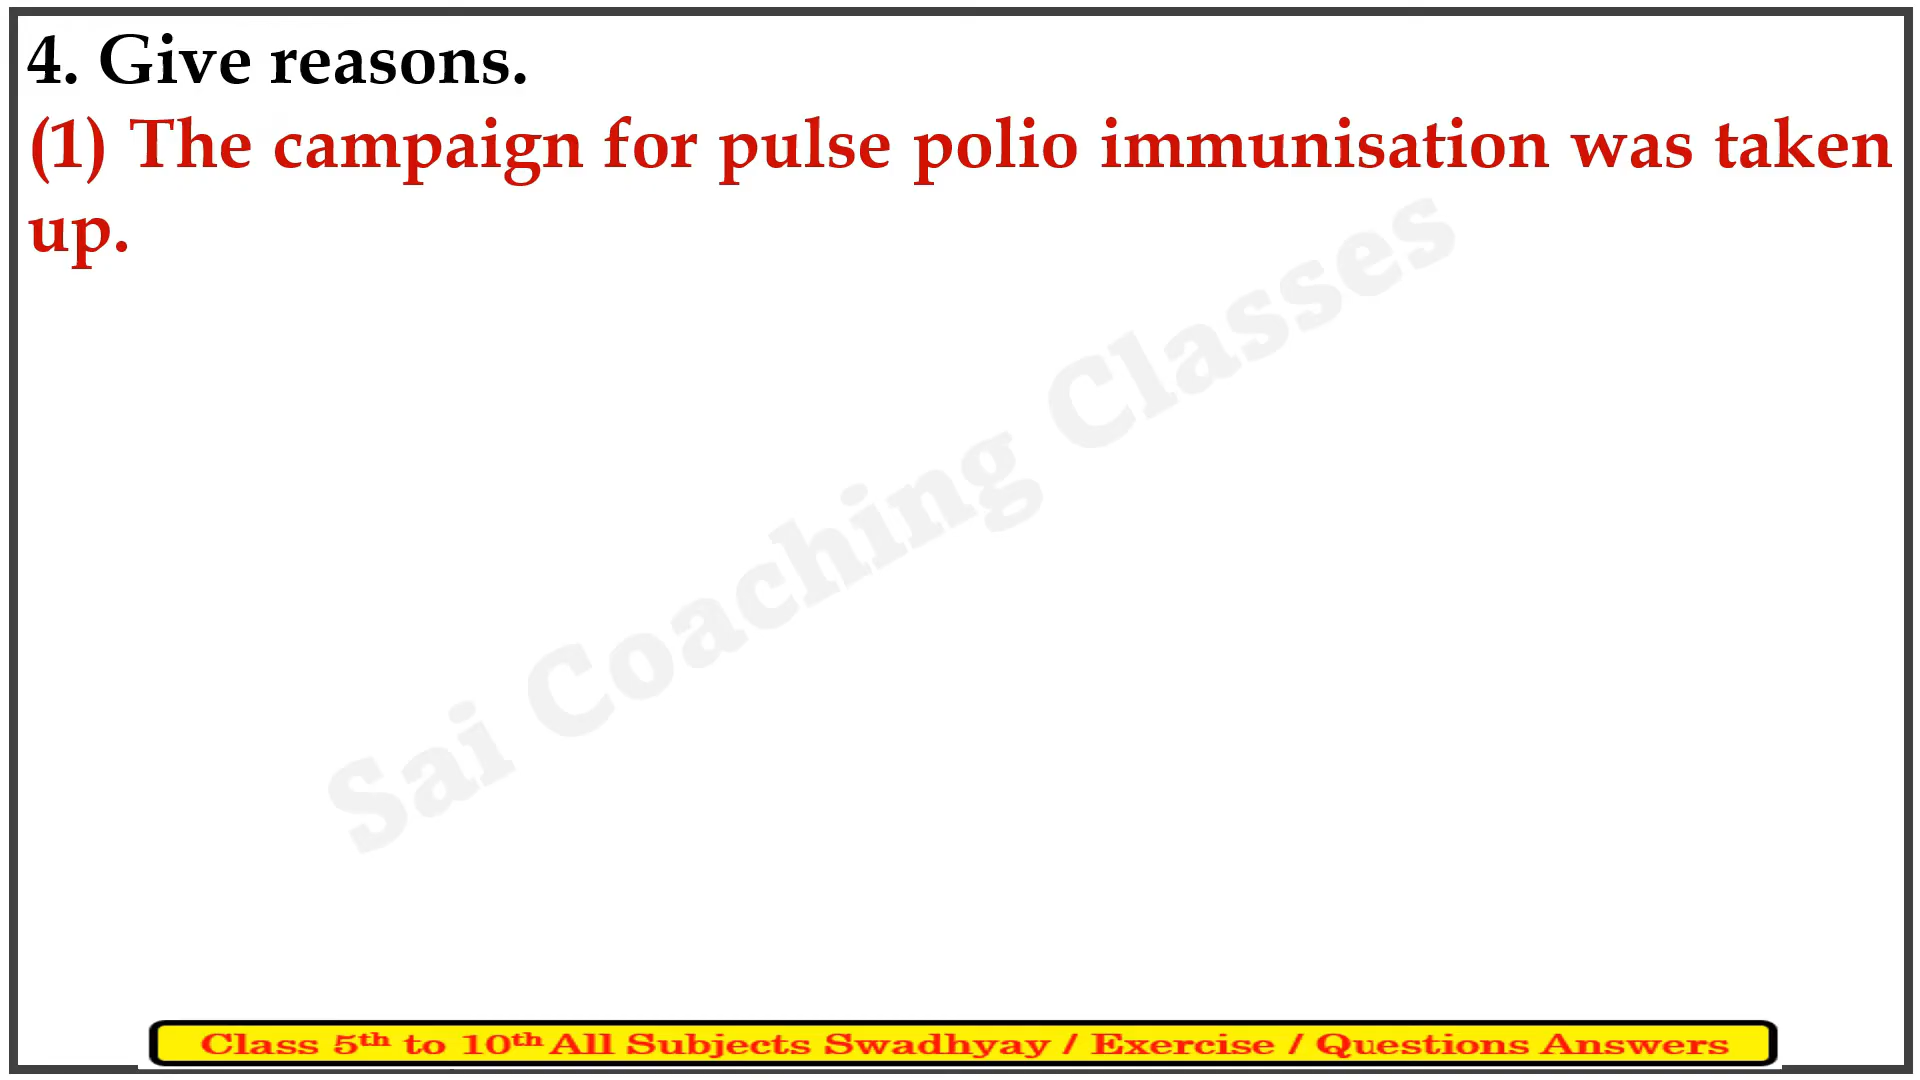 4. Give reasons.
(1) The campaign for pulse polio immunisation was taken
up.
Sai Coaching Classes
Class 5th to 10th All Subjects Swadhyay / Exercise / Questions Answers